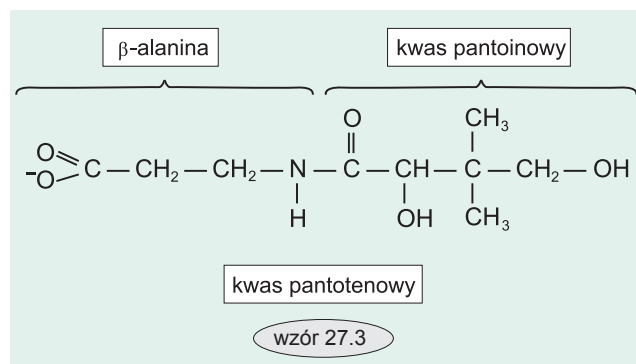 β-alanina
kwas pantoinowy
O CH₃
O
⁻O C — CH₂ — CH₂ — N — C — CH — C — CH₂ — OH
H OH CH₃
kwas pantotenowy
wzór 27.3